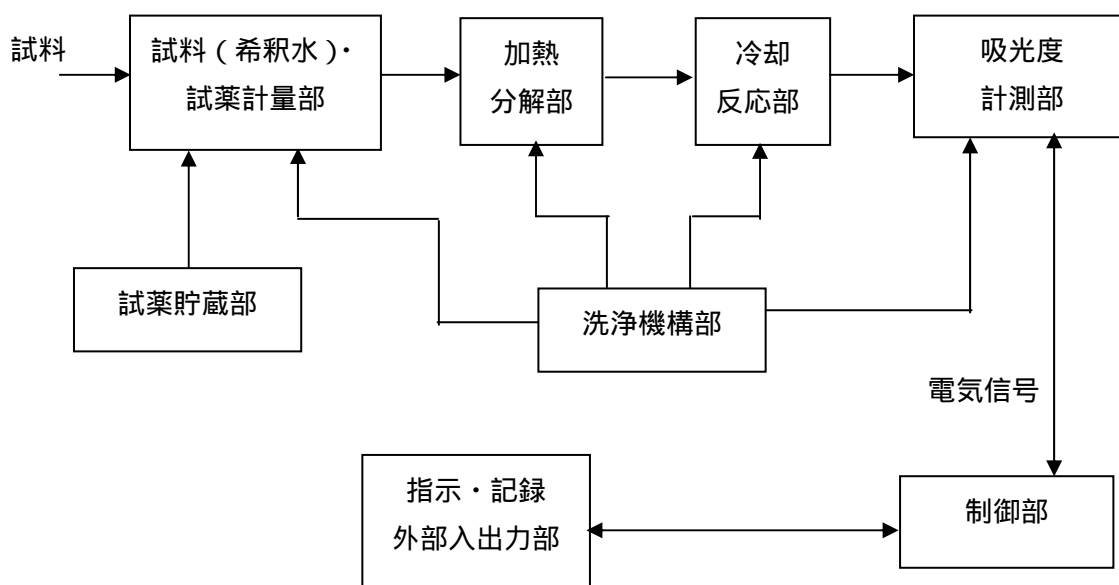 試料
試料(希釈水)・
試薬計量部
加熱
分解部
冷却
反応部
吸光度
計測部
試薬貯蔵部
洗浄機構部
電気信号
指示・記録
外部入出力部
制御部